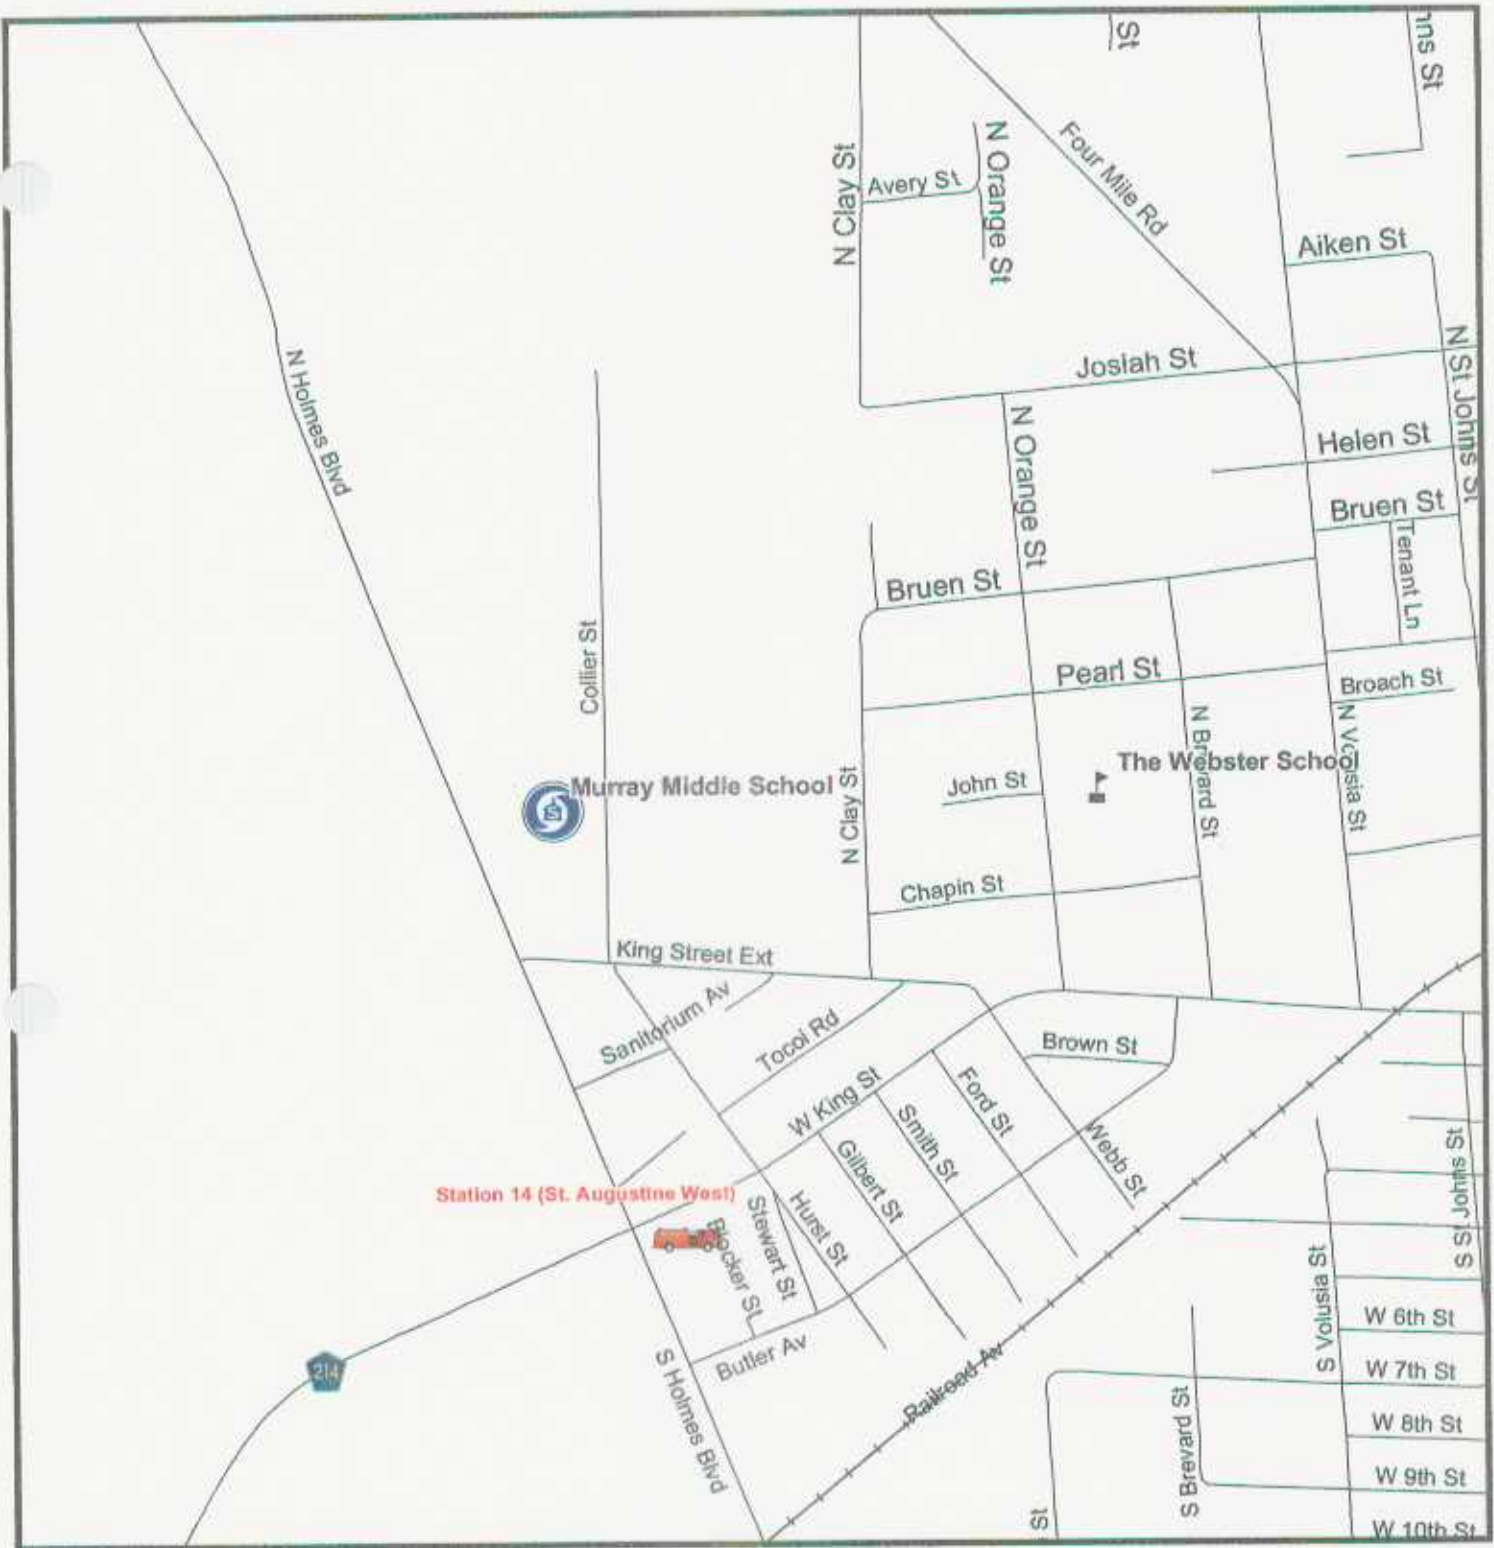 St
ns St
N Clay St
Avery St
N Orange St
Four Mile Rd
Aiken St
N St Johns St
Josiah St
N Holmes Blvd
N Orange St
Helen St
Bruen St
Tenant Ln
Bruen St
Collier St
Pearl St
Broach St
N Brevard St
N Volusia St
The Webster School
Murray Middle School
John St
N Clay St
Chapin St
King Street Ext
Sanitorium Av
Tocoi Rd
Brown St
W King St
Ford St
Smith St
Gilbert St
Webb St
S St Johns St
Station 14 (St. Augustine West)
Stewart St
Hurst St
Blocker St
S Volusia St
W 6th St
Butler Av
214
Railroad Av
S Holmes Blvd
W 7th St
S Brevard St
W 8th St
W 9th St
St
W 10th St